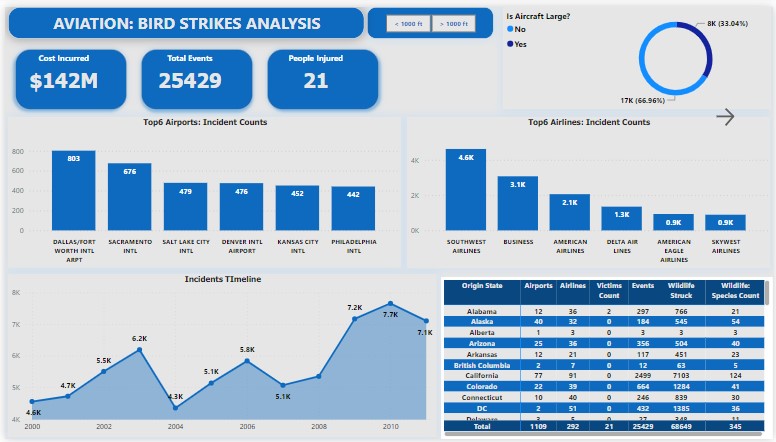 AVIATION: BIRD STRIKES ANALYSIS
< 1000 ft
> 1000 ft
Cost Incurred
$142M
Total Events
25429
People Injured
21
Is Aircraft Large?
No
Yes
8K (33.04%)
17K (66.96%)
Top6 Airports: Incident Counts
800
600
400
200
0
803
676
479
476
452
442
DALLAS/FORT
WORTH INTL
ARPT
SACRAMENTO
INTL
SALT LAKE CITY
INTL
DENVER INTL
AIRPORT
KANSAS CITY
INTL
PHILADELPHIA
INTL
Top6 Airlines: Incident Counts
4K
2K
0K
4.6K
3.1K
2.1K
1.3K
0.9K
0.9K
SOUTHWEST
AIRLINES
BUSINESS
AMERICAN
AIRLINES
DELTA AIR
LINES
AMERICAN
EAGLE
AIRLINES
SKYWEST
AIRLINES
Incidents TImeline
8K
7K
6K
5K
4K
4.6K
4.7K
5.5K
6.2K
4.3K
5.1K
5.8K
5.1K
7.2K
7.7K
7.1K
2000
2002
2004
2006
2008
2010
Origin State Airports Airlines Victims Count Events Wildlife Struck Wildlife: Species Count
Alabama 12 36 2 297 766 21
Alaska 40 32 0 184 545 54
Alberta 1 3 0 3 3 3
Arizona 25 36 0 356 504 40
Arkansas 12 21 0 117 451 23
British Columbia 2 7 0 12 63 5
California 77 91 0 2499 7103 124
Colorado 22 39 0 664 1284 41
Connecticut 10 40 0 246 839 30
DC 2 51 0 432 1385 36
Total 1109 292 21 25429 68649 345